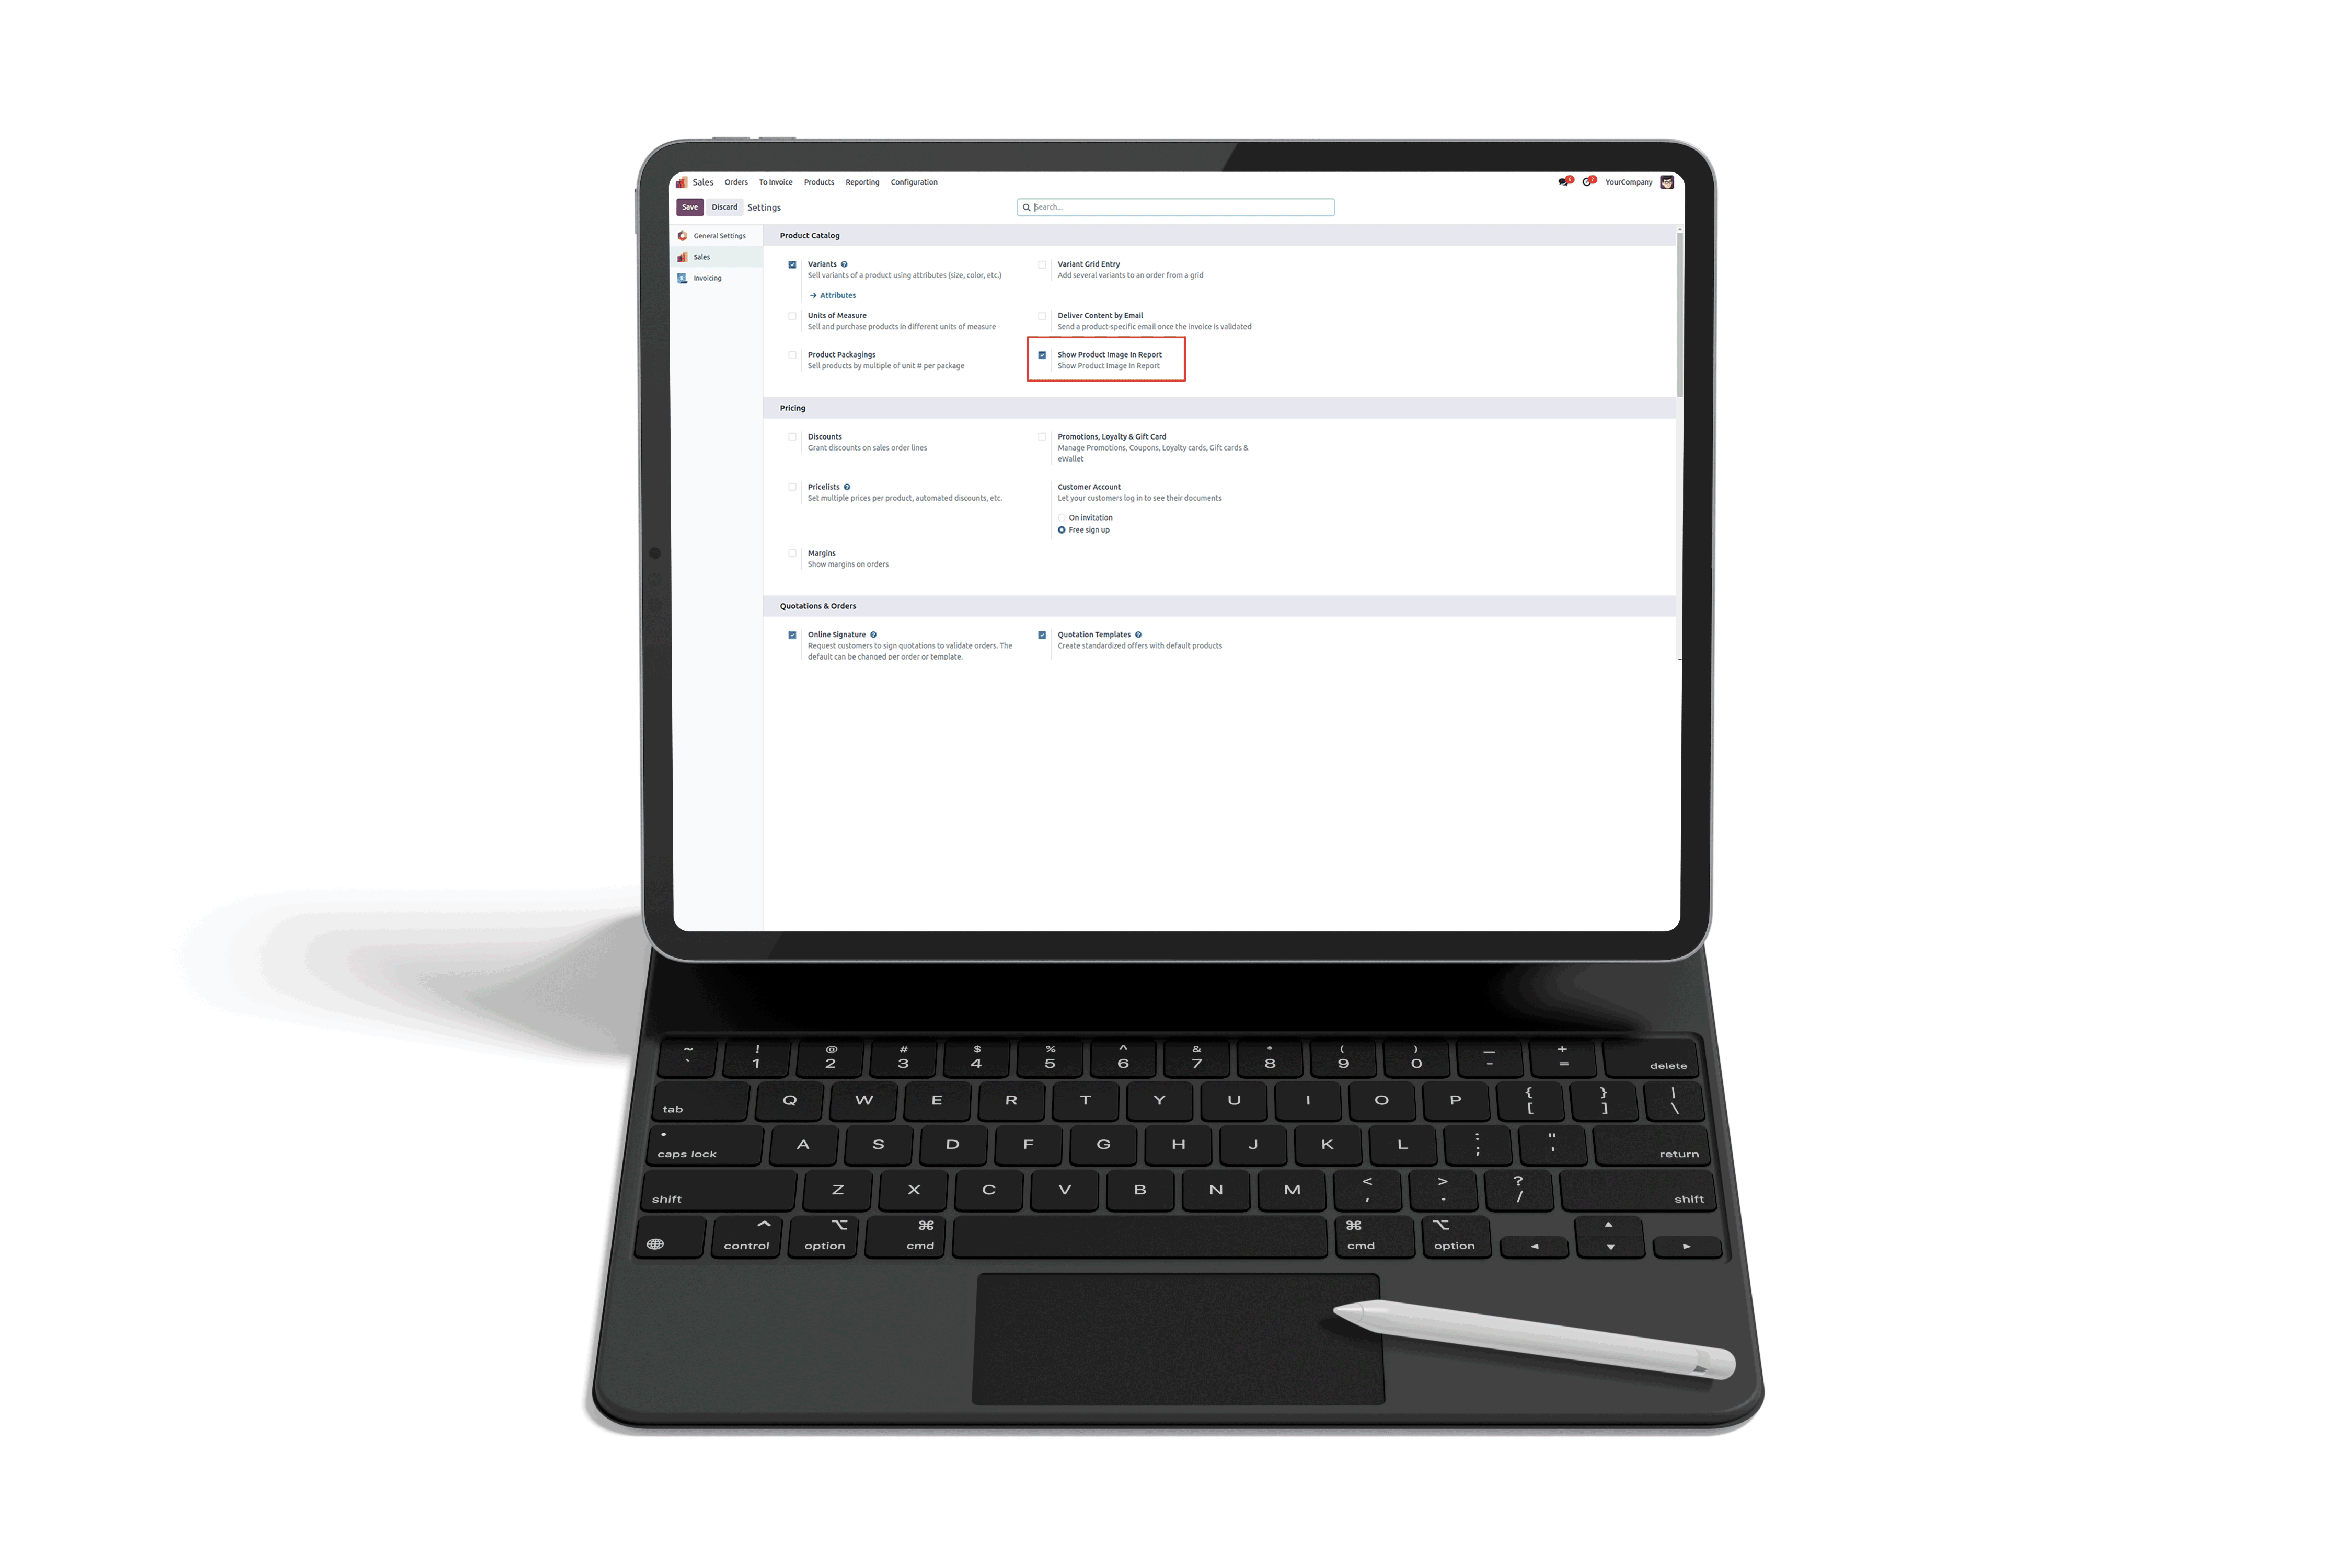 Sales Orders To Invoice Products Reporting Configuration YourCompany
Save Discard Settings Search...
General Settings
Sales
Invoicing
Product Catalog
Variants
Sell variants of a product using attributes (size, color, etc.)
Attributes
Variant Grid Entry
Add several variants to an order from a grid
Units of Measure
Sell and purchase products in different units of measure
Deliver Content by Email
Send a product-specific email once the invoice is validated
Product Packagings
Sell products by multiple of unit # per package
Show Product Image In Report
Show Product Image In Report
Pricing
Discounts
Grant discounts on sales order lines
Promotions, Loyalty & Gift Card
Manage Promotions, Coupons, Loyalty cards, Gift cards &
eWallet
Pricelists
Set multiple prices per product, automated discounts, etc.
Customer Account
Let your customers log in to see their documents
On invitation
Free sign up
Margins
Show margins on orders
Quotations & Orders
Online Signature
Request customers to sign quotations to validate orders. The
default can be changed per order or template.
Quotation Templates
Create standardized offers with default products
~ ! @ # $ % ^ & * ( ) — +
` 1 2 3 4 5 6 7 8 9 0 - = delete
tab Q W E R T Y U I O P { [ } ] | \
caps lock A S D F G H J K L : ; " ' return
shift Z X C V B N M < , > . ? / shift
control option cmd cmd option